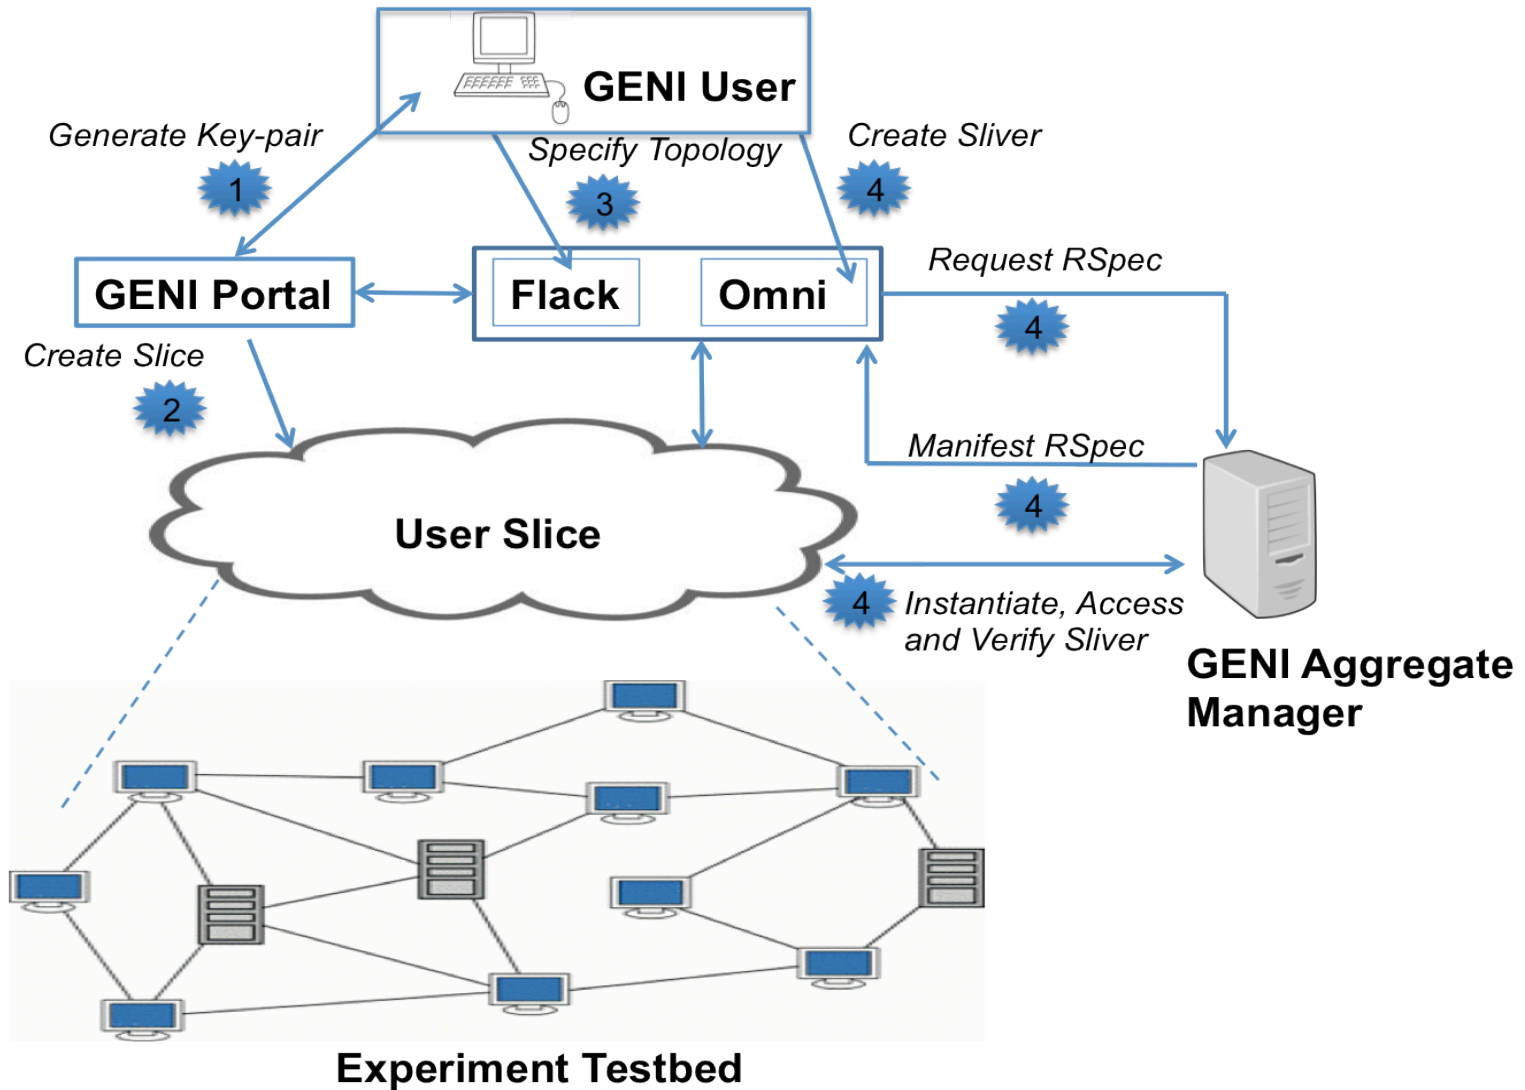 GENI User
Generate Key-pair
1
Specify Topology
3
Create Sliver
4
GENI Portal
Flack
Omni
Request RSpec
4
Create Slice
2
Manifest RSpec
4
User Slice
4
Instantiate, Access
and Verify Sliver
GENI Aggregate
Manager
Experiment Testbed